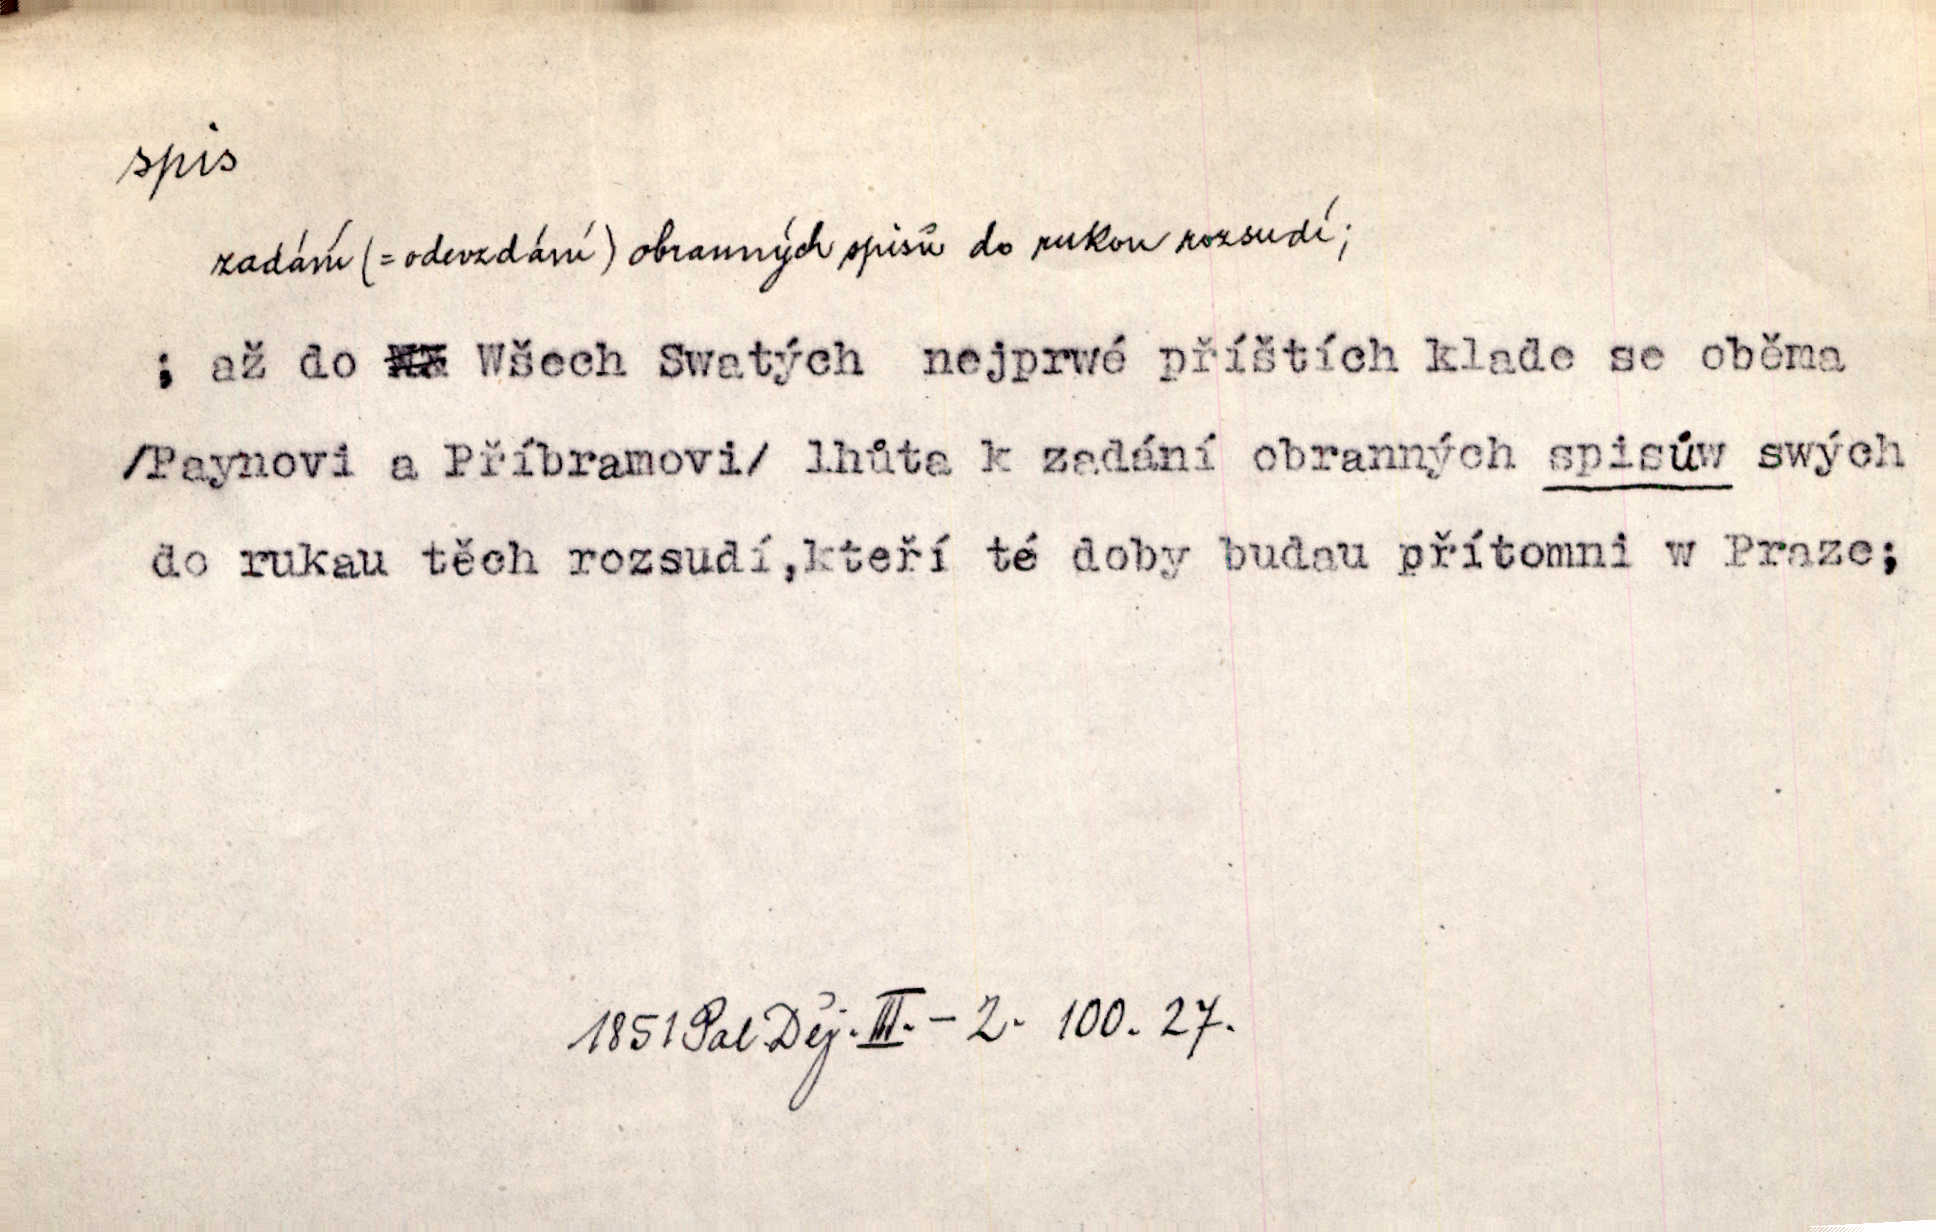 spis
zadání (= odevzdání) obranných spisů do rukou rozsudí;
; až do Wšech Swatých nejprwé příštích klade se oběma
/Paynovi a Příbramovi/ lhůta k zadání obranných spisůw swých
do rukau těch rozsudí,kteří té doby budau přítomni w Praze;
1851 Pal Děj. III. - 2. 100. 27.